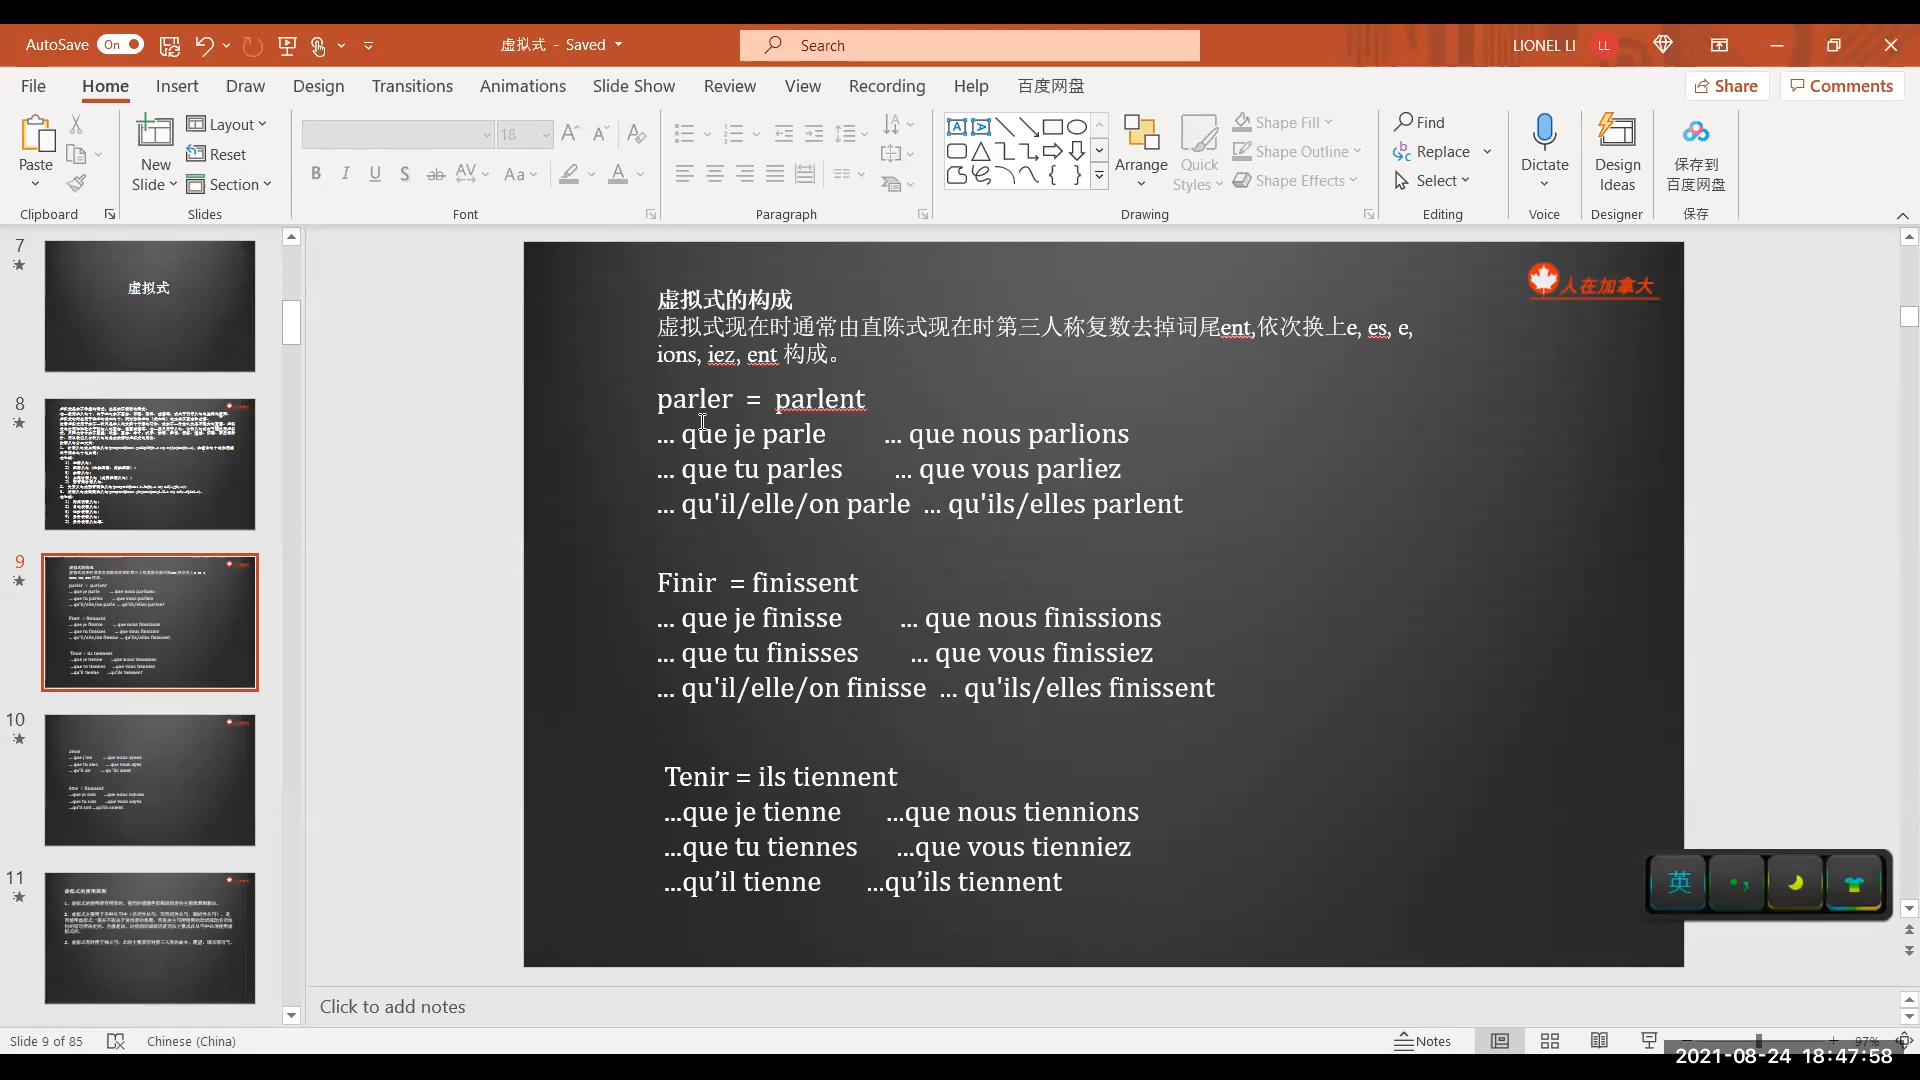 AutoSave On 虚拟式 - Saved Search LIONEL LI LL
File Home Insert Draw Design Transitions Animations Slide Show Review View Recording Help 百度网盘 Share Comments
Paste New Slide Layout Reset Section 18 Arrange Quick Styles Shape Fill Shape Outline Shape Effects Find Replace Select Dictate Design Ideas 保存到 百度网盘
Clipboard Slides Font Paragraph Drawing Editing Voice Designer 保存
7
虚拟式
8
9
10
11
人在加拿大
虚拟式的构成
虚拟式现在时通常由直陈式现在时第三人称复数去掉词尾ent,依次换上e, es, e,
ions, iez, ent 构成。
parler = parlent
... que je parle ... que nous parlions
... que tu parles ... que vous parliez
... qu'il/elle/on parle ... qu'ils/elles parlent
Finir = finissent
... que je finisse ... que nous finissions
... que tu finisses ... que vous finissiez
... qu'il/elle/on finisse ... qu'ils/elles finissent
Tenir = ils tiennent
...que je tienne ...que nous tiennions
...que tu tiennes ...que vous tienniez
...qu’il tienne ...qu’ils tiennent
英
Click to add notes
Slide 9 of 85 Chinese (China) Notes 97%
2021-08-24 18:47:58